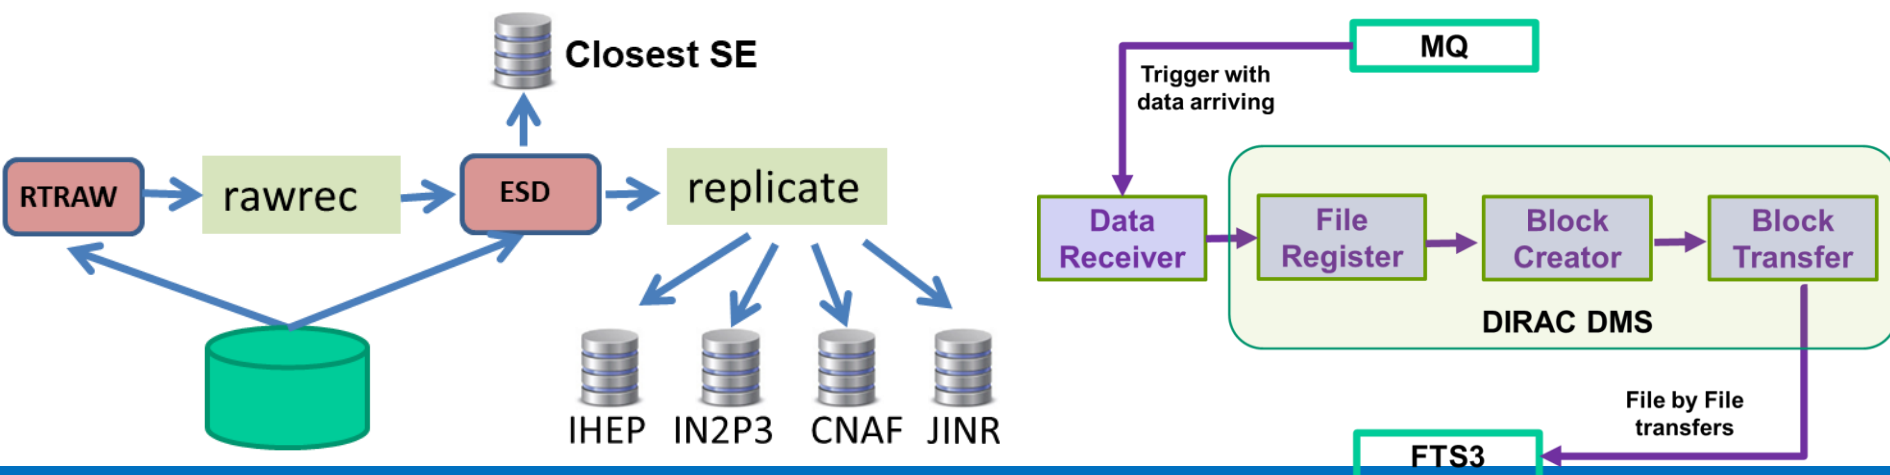 Closest SE
RTRAW
rawrec
ESD
replicate
IHEP
IN2P3
CNAF
JINR
MQ
Trigger with
data arriving
Data
Receiver
File
Register
Block
Creator
Block
Transfer
DIRAC DMS
File by File
transfers
FTS3